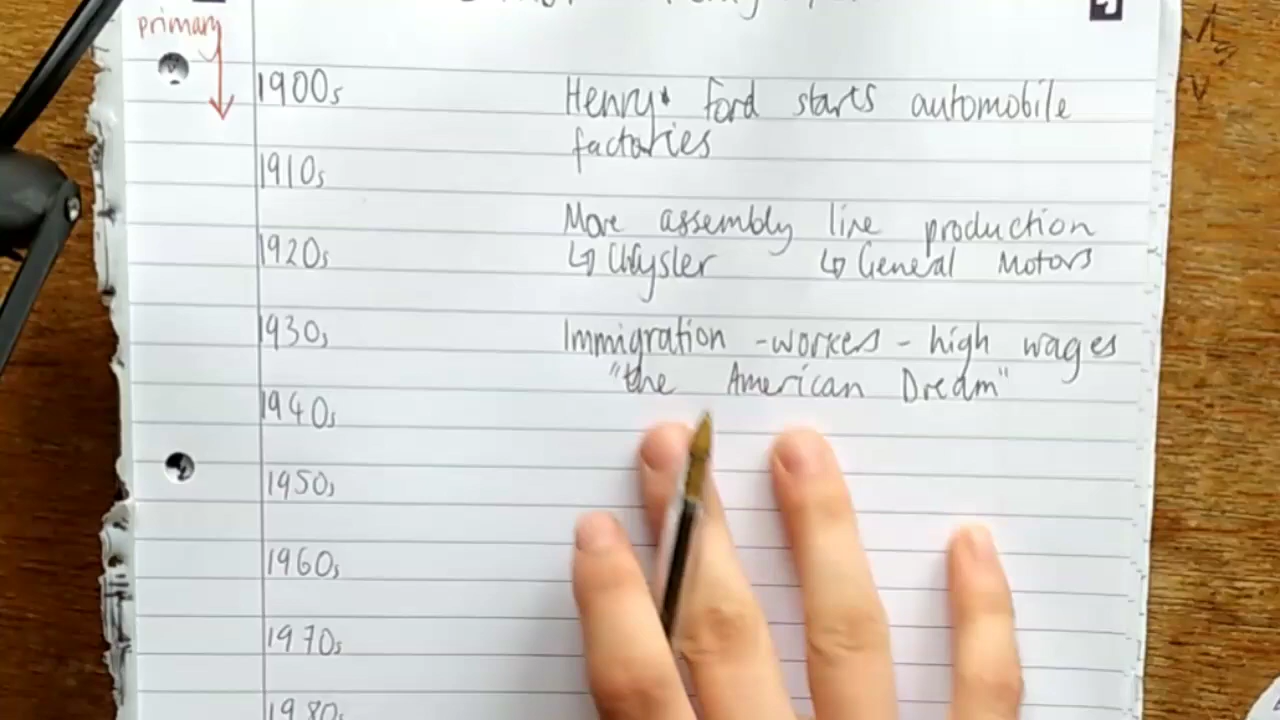 primary
1900s Henry Ford starts automobile
factories
1910s
More assembly line production
1920s ↳ Chrysler ↳ General Motors
1930s Immigration - workers - high wages
"the American Dream"
1940s
1950s
1960s
1970s
1980s